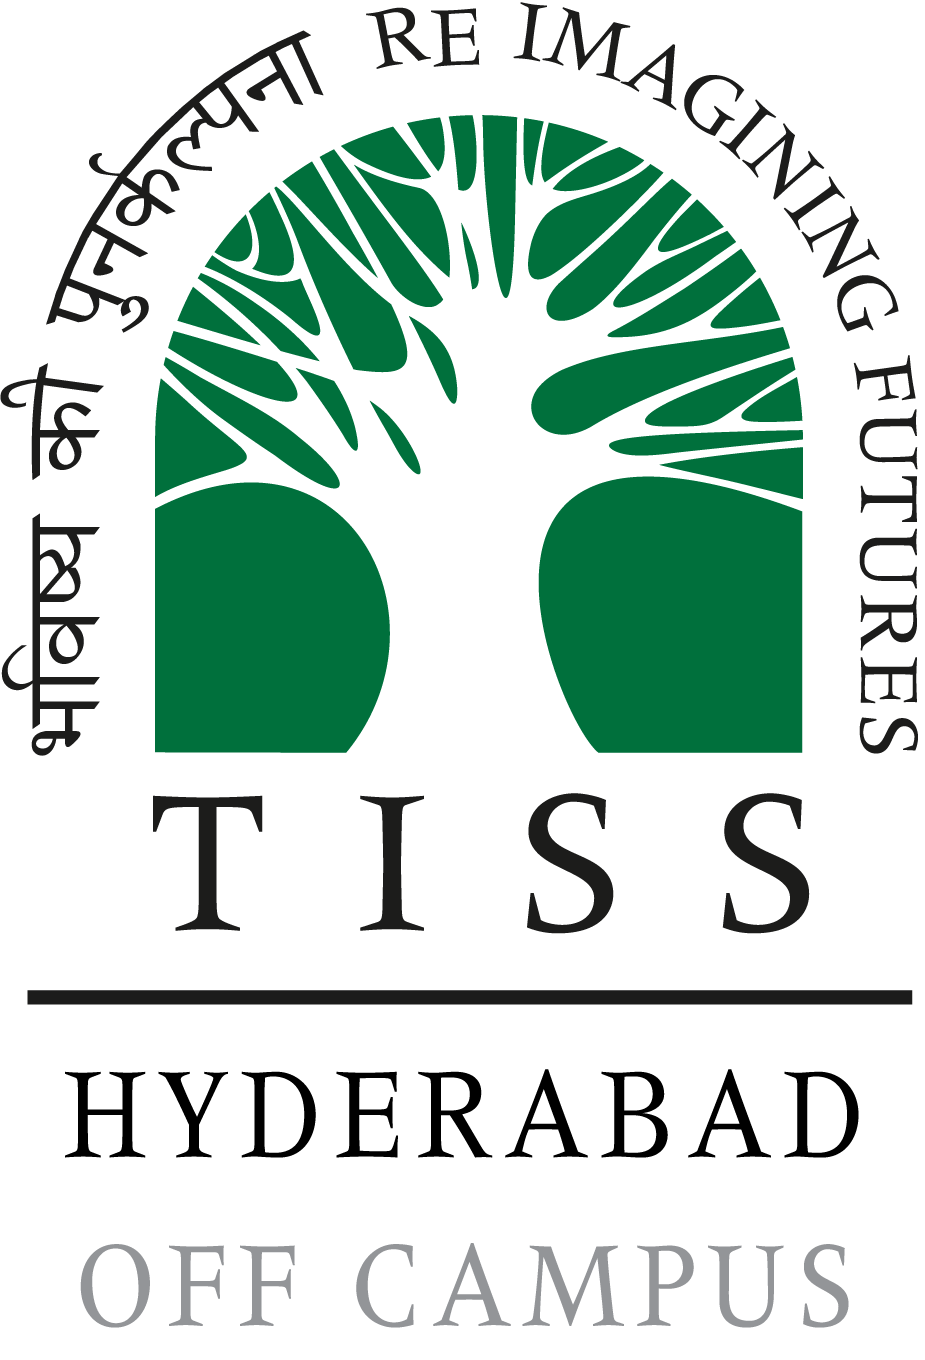 भविष्य की पुनर्कल्पना
RE IMAGINING FUTURES
TISS
HYDERABAD
OFF CAMPUS